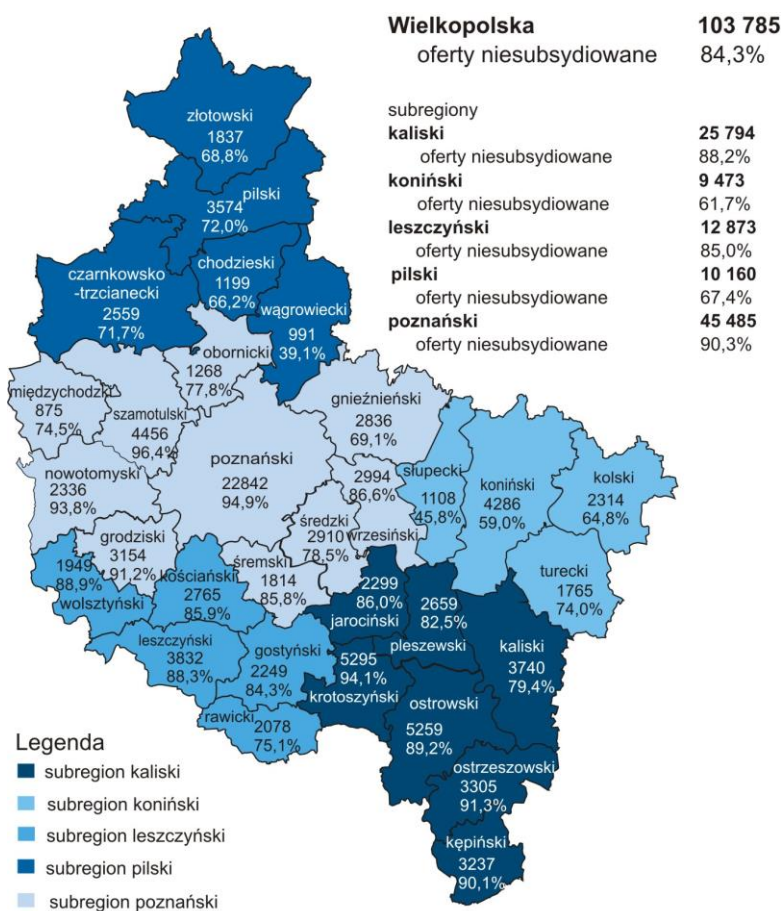 Wielkopolska 103 785
oferty niesubsydiowane 84,3%
subregiony
kaliski 25 794
oferty niesubsydiowane 88,2%
koniński 9 473
oferty niesubsydiowane 61,7%
leszczyński 12 873
oferty niesubsydiowane 85,0%
pilski 10 160
oferty niesubsydiowane 67,4%
poznański 45 485
oferty niesubsydiowane 90,3%
złotowski
1837
68,8%
pilski
3574
72,0%
czarnkowsko
-trzcianecki
2559
71,7%
chodzieski
1199
66,2%
wągrowiecki
991
39,1%
obornicki
1268
77,8%
międzychodzki
875
74,5%
szamotulski
4456
96,4%
gnieźnieński
2836
69,1%
nowotomyski
2336
93,8%
poznański
22842
94,9%
2994
86,6%
wrzesiński
słupecki
1108
45,8%
koniński
4286
59,0%
kolski
2314
64,8%
grodziski
3154
91,2%
średzki
2910
78,5%
śremski
1814
85,8%
turecki
1765
74,0%
1949
88,9%
wolsztyński
kościański
2765
85,9%
2299
86,0%
jarociński
2659
82,5%
pleszewski
kaliski
3740
79,4%
leszczyński
3832
88,3%
gostyński
2249
84,3%
5295
94,1%
krotoszyński
ostrowski
5259
89,2%
rawicki
2078
75,1%
ostrzeszowski
3305
91,3%
kępiński
3237
90,1%
Legenda
subregion kaliski
subregion koniński
subregion leszczyński
subregion pilski
subregion poznański